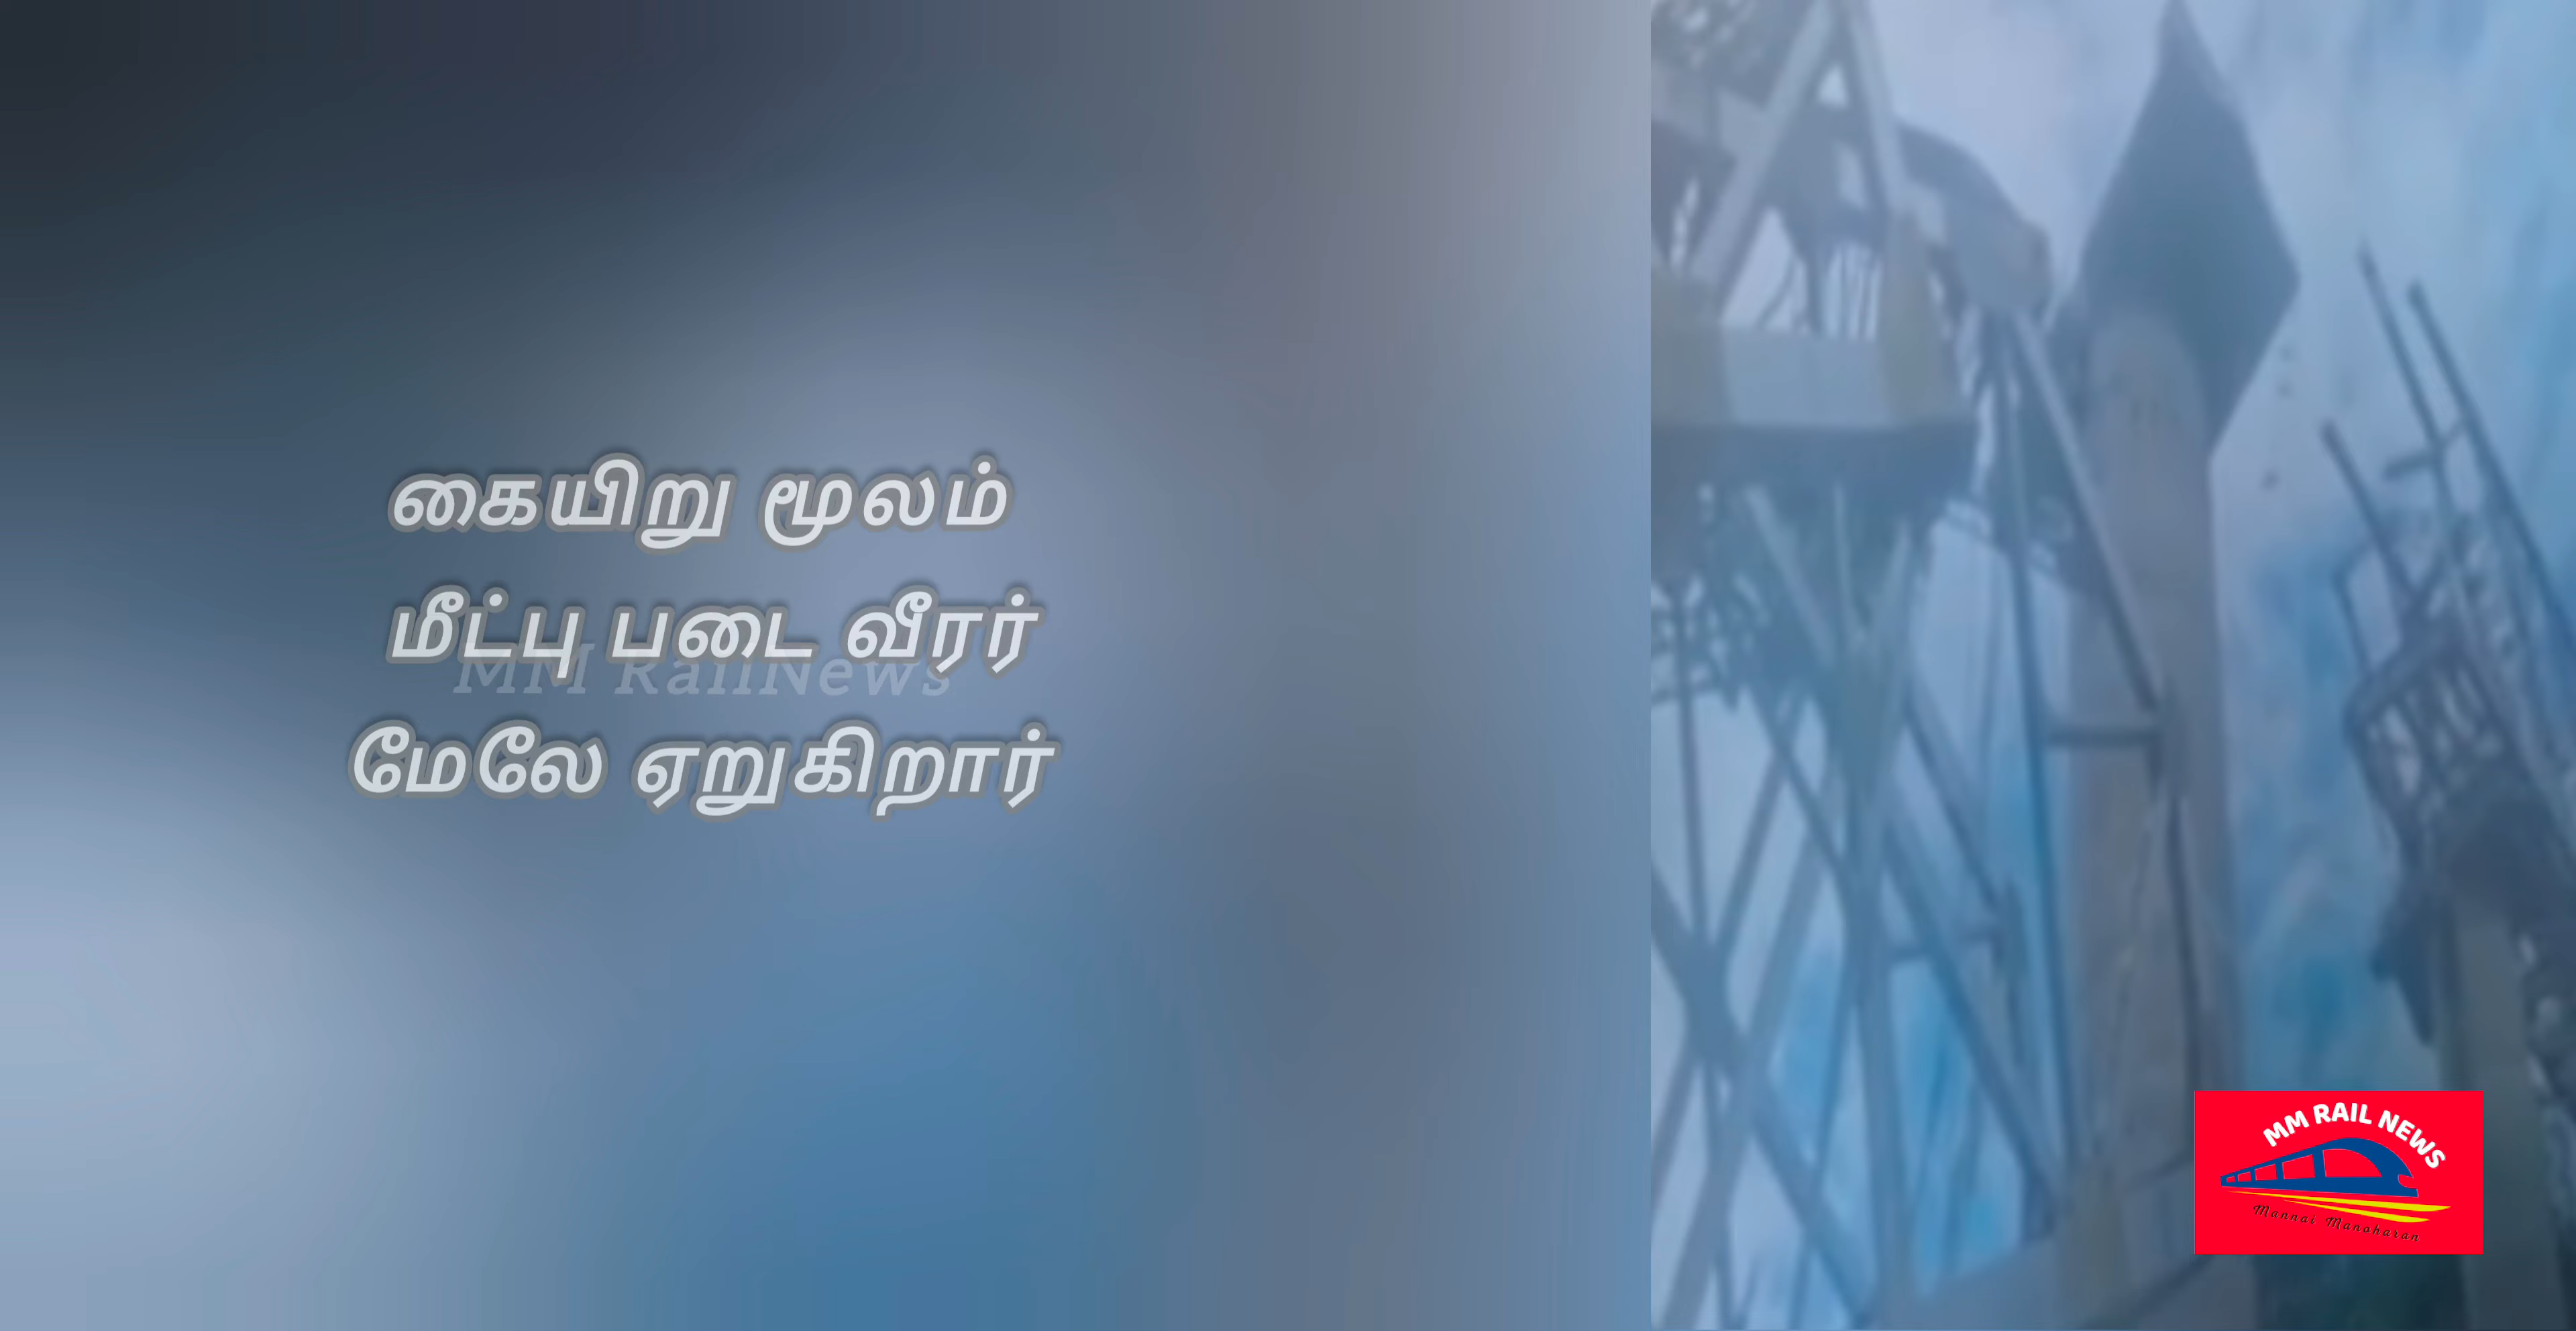 கையிறு மூலம்
மீட்பு படை வீரர்
MM RailNews
மேலே ஏறுகிறார்
MM RAIL NEWS
Mannai Manoharan